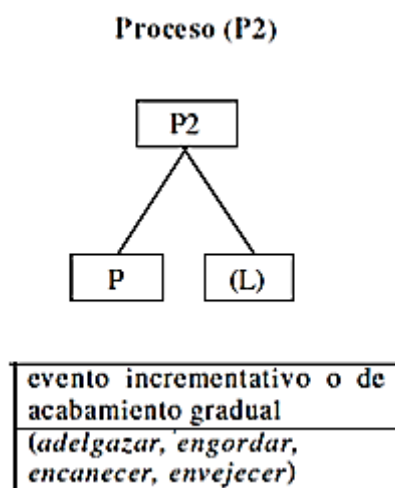 Proceso (P2)
P2
P
(L)
evento incrementativo o de
acabamiento gradual
(adelgazar, engordar,
encanecer, envejecer)